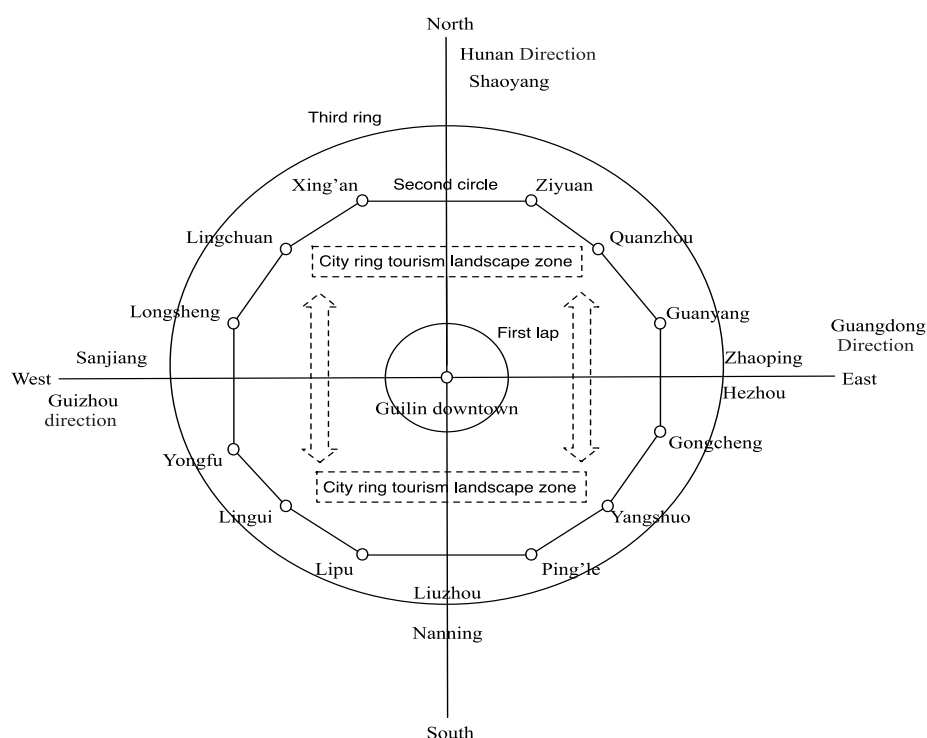 North
Hunan Direction
Shaoyang
Third ring
Xing’an
Second circle
Ziyuan
Lingchuan
Quanzhou
City ring tourism landscape zone
Longsheng
Guanyang
First lap
Guangdong
Direction
Sanjiang
Zhaoping
West
East
Guizhou
direction
Hezhou
Guilin downtown
Gongcheng
Yongfu
City ring tourism landscape zone
Lingui
Yangshuo
Lipu
Ping’le
Liuzhou
Nanning
South